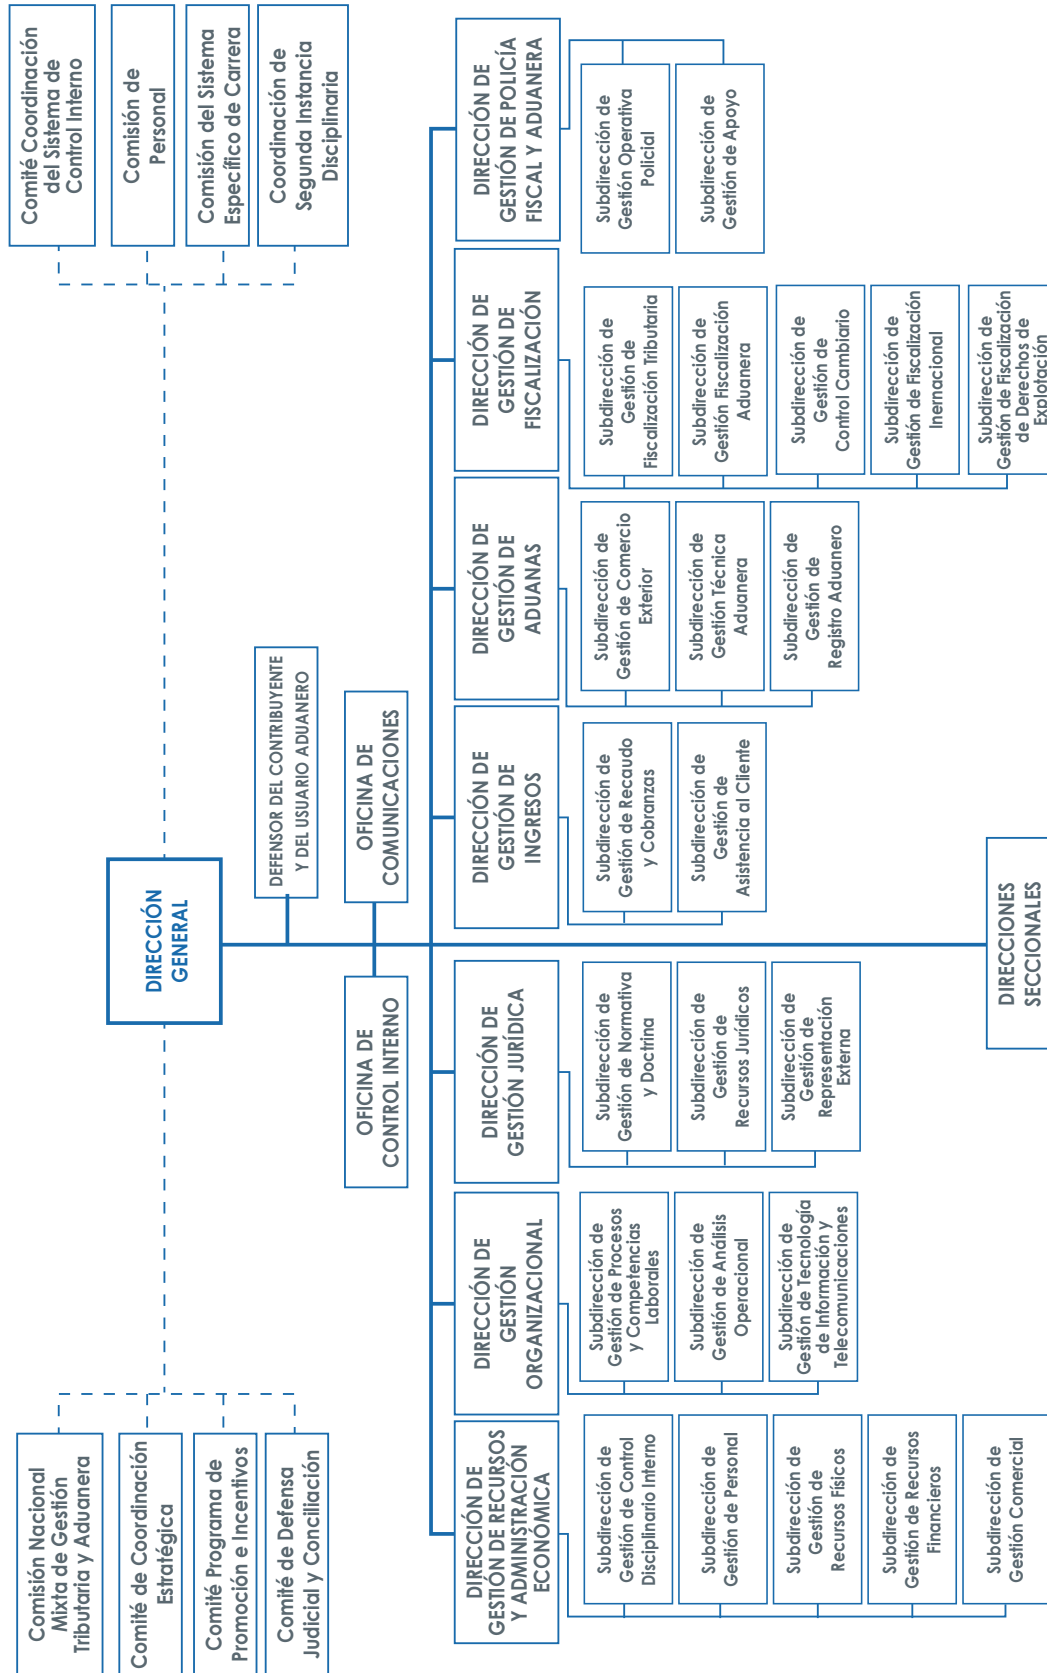 Comisión Nacional
Mixta de Gestión
Tributaria y Aduanera
Comité de Coordinación
Estratégica
Comité Programa de
Promoción e Incentivos
Comité de Defensa
Judicial y Conciliación
DIRECCIÓN
GENERAL
Comité Coordinación
del Sistema de
Control Interno
Comisión de
Personal
Comisión del Sistema
Específico de Carrera
Coordinación de
Segunda Instancia
Disciplinaria
DEFENSOR DEL CONTRIBUYENTE
Y DEL USUARIO ADUANERO
OFICINA DE
CONTROL INTERNO
OFICINA DE
COMUNICACIONES
DIRECCIÓN DE
GESTIÓN DE RECURSOS
Y ADMINISTRACIÓN
ECONÓMICA
Subdirección de
Gestión de Control
Disciplinario Interno
Subdirección de
Gestión de Personal
Subdirección de
Gestión de
Recursos Físicos
Subdirección de
Gestión de Recursos
Financieros
Subdirección de
Gestión Comercial
DIRECCIÓN DE
GESTIÓN
ORGANIZACIONAL
Subdirección de
Gestión de Procesos
y Competencias
Laborales
Subdirección de
Gestión de Análisis
Operacional
Subdirección de
Gestión de Tecnología
de Información y
Telecomunicaciones
DIRECCIÓN DE
GESTIÓN JURÍDICA
Subdirección de
Gestión de Normativa
y Doctrina
Subdirección de
Gestión de
Recursos Jurídicos
Subdirección de
Gestión de
Representación
Externa
DIRECCIÓN DE
GESTIÓN DE
INGRESOS
Subdirección de
Gestión de Recaudo
y Cobranzas
Subdirección de
Gestión de
Asistencia al Cliente
DIRECCIÓN DE
GESTIÓN DE
ADUANAS
Subdirección de
Gestión de Comercio
Exterior
Subdirección de
Gestión Técnica
Aduanera
Subdirección de
Gestión de
Registro Aduanero
DIRECCIÓN DE
GESTIÓN DE
FISCALIZACIÓN
Subdirección de
Gestión de
Fiscalización Tributaria
Subdirección de
Gestión Fiscalización
Aduanera
Subdirección de
Gestión de
Control Cambiario
Subdirección de
Gestión de Fiscalización
Inernacional
Subdirección de
Gestión de Fiscalización
de Derechos de
Explotación
DIRECCIÓN DE
GESTIÓN DE POLICÍA
FISCAL Y ADUANERA
Subdirección de
Gestión Operativa
Policial
Subdirección de
Gestión de Apoyo
DIRECCIONES
SECCIONALES